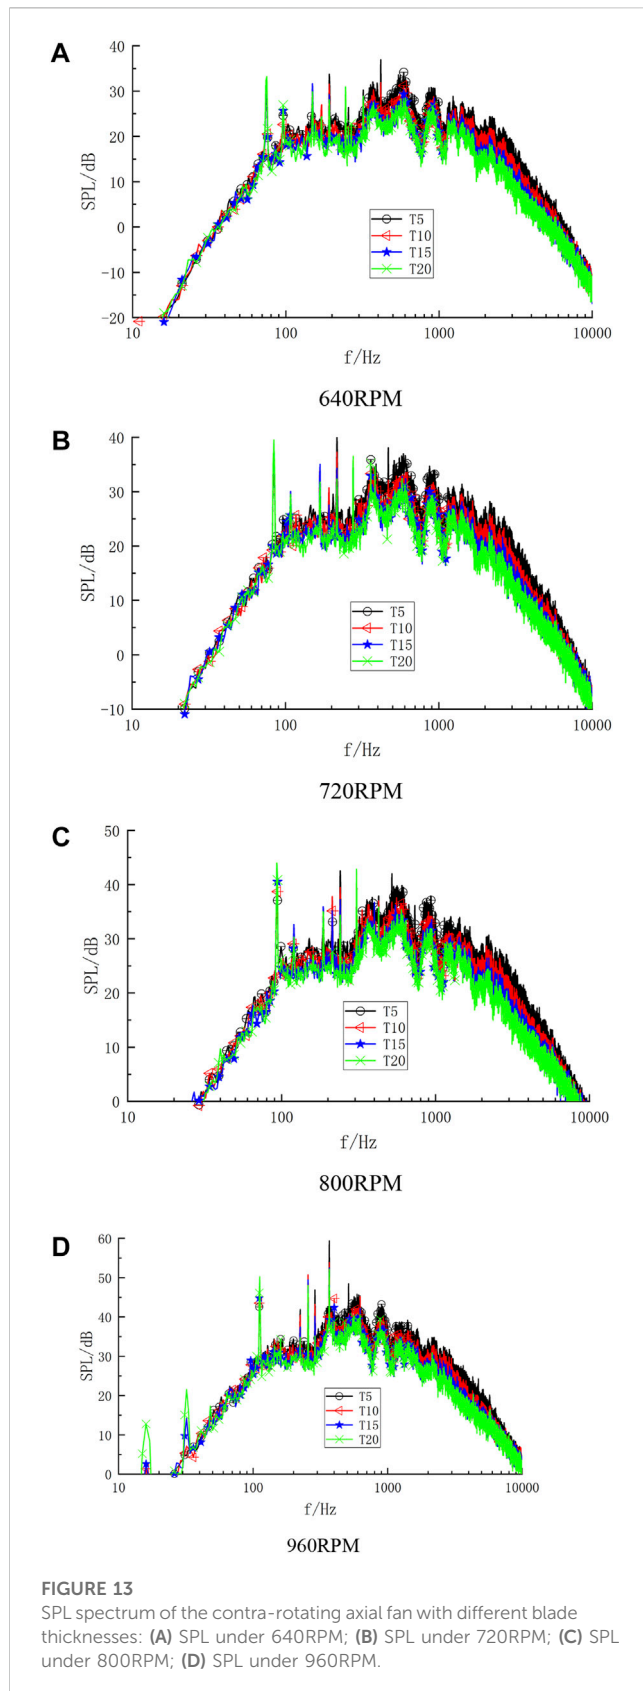 A
40
30
20
10
0
-10
-20
SPL/dB
T5
T10
T15
T20
10
100
1000
10000
f/Hz
640RPM
B
40
30
20
10
0
-10
SPL/dB
T5
T10
T15
T20
10
100
1000
10000
f/Hz
720RPM
C
50
40
30
20
10
0
SPL/dB
T5
T10
T15
T20
10
100
1000
10000
f/Hz
800RPM
D
60
50
40
30
20
10
0
SPL/dB
T5
T10
T15
T20
10
100
1000
10000
f/Hz
960RPM
FIGURE 13
SPL spectrum of the contra-rotating axial fan with different blade
thicknesses: (A) SPL under 640RPM; (B) SPL under 720RPM; (C) SPL
under 800RPM; (D) SPL under 960RPM.